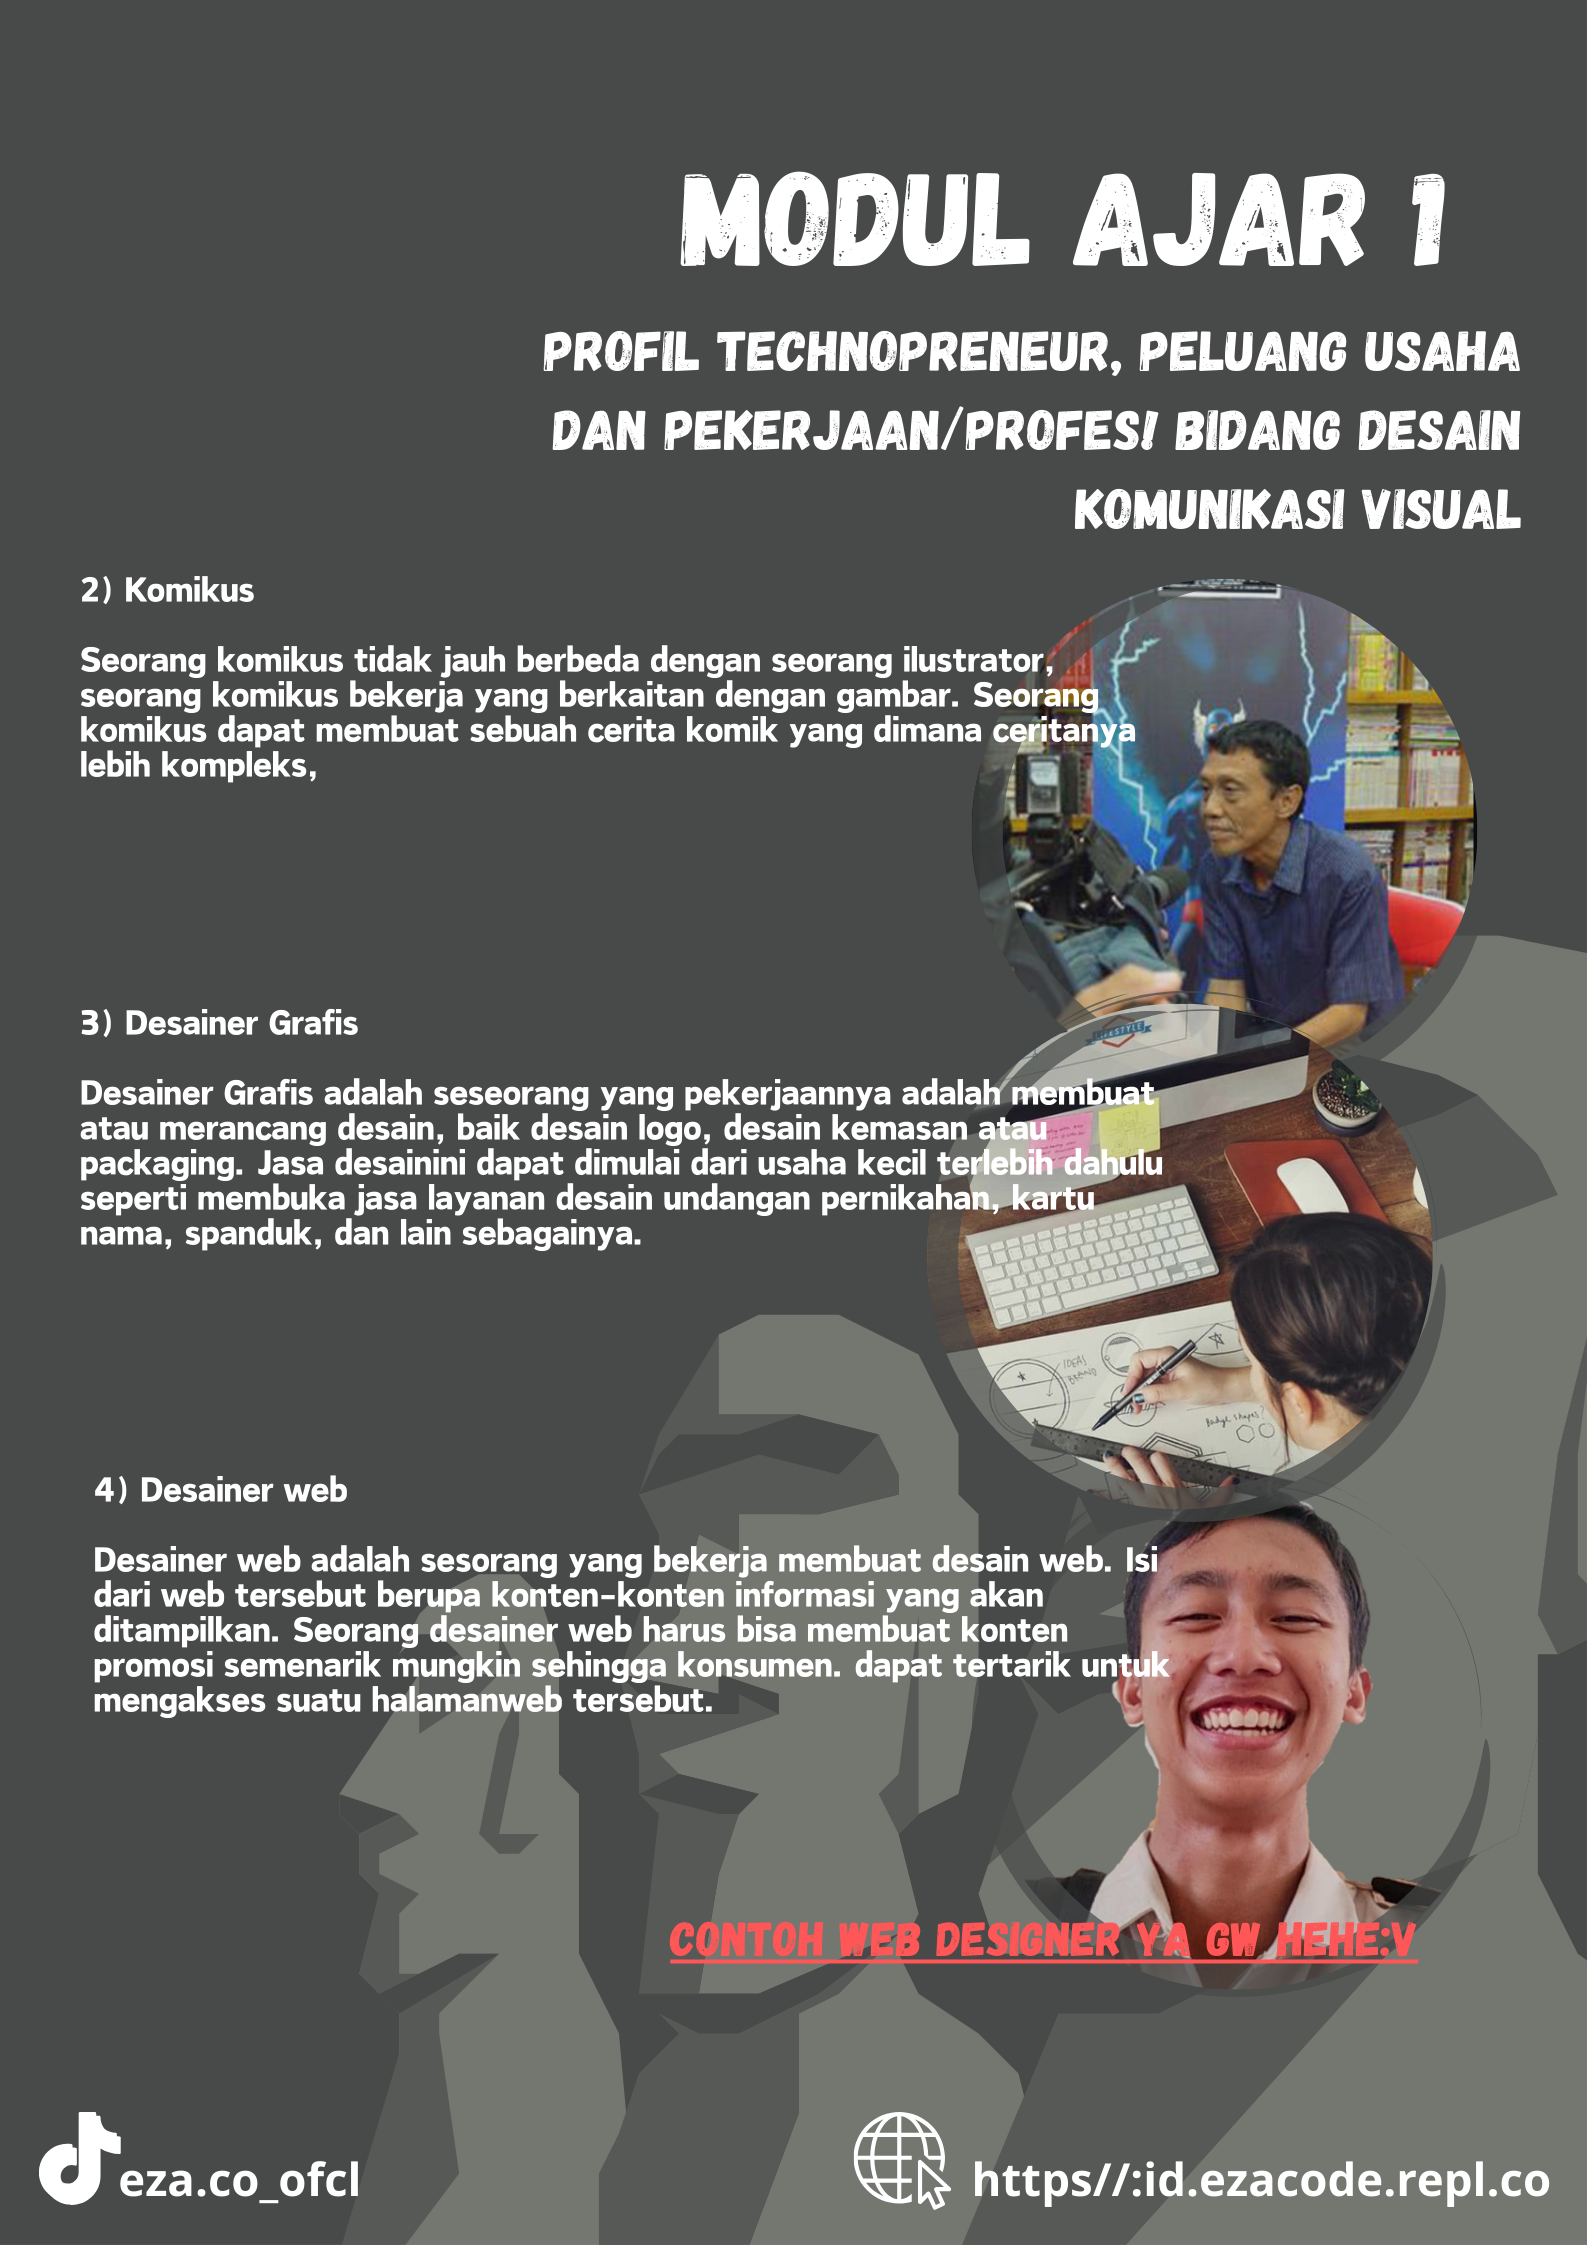 MODUL AJAR 1
PROFIL TECHNOPRENEUR, PELUANG USAHA
DAN PEKERJAAN/PROFES! BIDANG DESAIN
KOMUNIKASI VISUAL
2) Komikus
Seorang komikus tidak jauh berbeda dengan seorang ilustrator,
seorang komikus bekerja yang berkaitan dengan gambar. Seorang
komikus dapat membuat sebuah cerita komik yang dimana ceritanya
lebih kompleks,
3) Desainer Grafis
LIFESTYLE
Desainer Grafis adalah seseorang yang pekerjaannya adalah membuat
atau merancang desain, baik desain logo, desain kemasan atau
packaging. Jasa desainini dapat dimulai dari usaha kecil terlebih dahulu
seperti membuka jasa layanan desain undangan pernikahan, kartu
nama, spanduk, dan lain sebagainya.
IDEAS
BRAND
Badge shapes?
4) Desainer web
Desainer web adalah sesorang yang bekerja membuat desain web. Isi
dari web tersebut berupa konten-konten informasi yang akan
ditampilkan. Seorang desainer web harus bisa membuat konten
promosi semenarik mungkin sehingga konsumen. dapat tertarik untuk
mengakses suatu halamanweb tersebut.
CONTOH WEB DESIGNER YA GW HEHE:V
eza.co_ofcl
https//:id.ezacode.repl.co